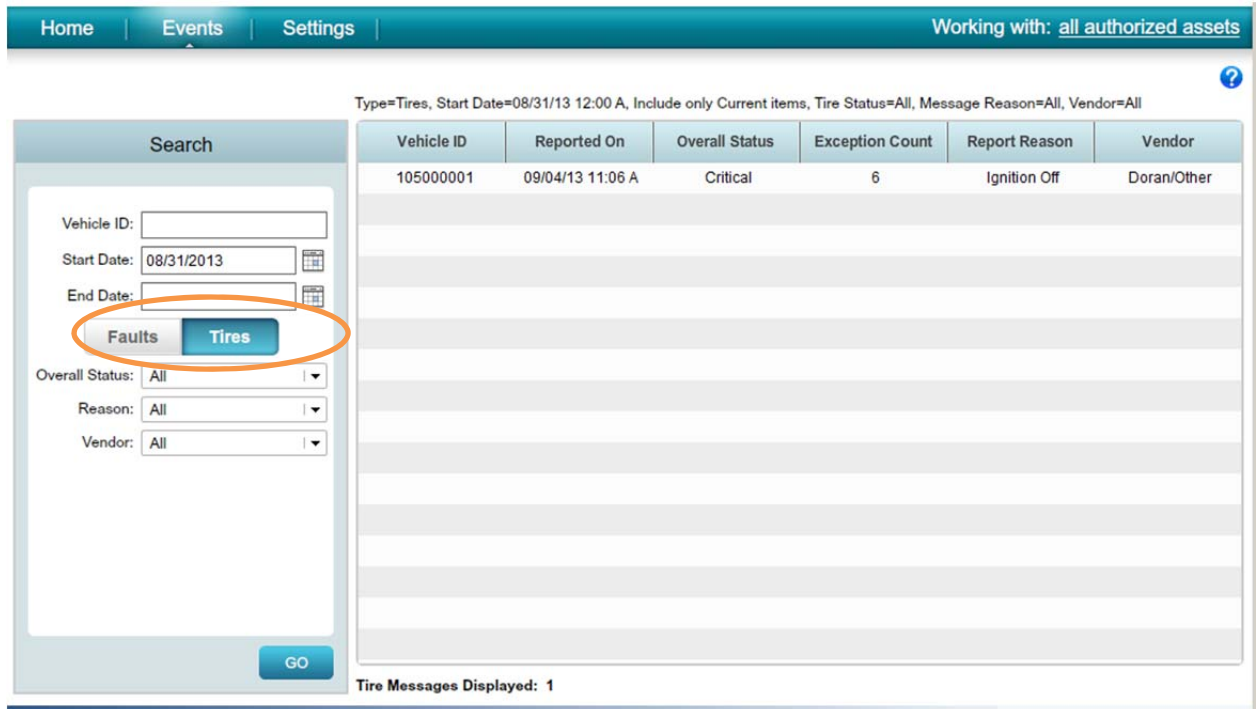 Home | Events | Settings | Working with: all authorized assets
?
Type=Tires, Start Date=08/31/13 12:00 A, Include only Current items, Tire Status=All, Message Reason=All, Vendor=All
Search
Vehicle ID:
Start Date: 08/31/2013
End Date:
Faults Tires
Overall Status: All
Reason: All
Vendor: All
GO
Vehicle ID Reported On Overall Status Exception Count Report Reason Vendor
105000001 09/04/13 11:06 A Critical 6 Ignition Off Doran/Other
Tire Messages Displayed: 1